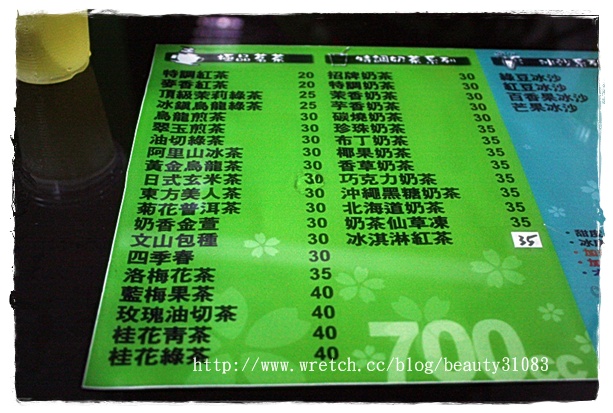 極品茗茶
特調紅茶 20
麥香紅茶 20
頂級茉莉綠茶 25
冰鎮烏龍綠茶 25
烏龍煎茶 30
翠玉煎茶 30
油切綠茶 30
阿里山冰茶 30
黃金烏龍茶 30
日式玄米茶 30
東方美人茶 30
菊花普洱茶 30
奶香金萱 30
文山包種 30
四季春 30
洛梅花茶 35
藍梅果茶 40
玫瑰油切茶 40
桂花青茶 40
桂花綠茶 40
特調奶茶系列
招牌奶茶 30
特調奶茶 30
茉香奶茶 30
芋香奶茶 30
碳燒奶茶 30
珍珠奶茶 35
布丁奶茶 35
椰果奶茶 35
香草奶茶 35
巧克力奶茶 35
沖繩黑糖奶茶 35
北海道奶茶 35
奶茶仙草凍 35
冰淇淋紅茶 35
700cc
冰沙系列
綠豆冰沙
紅豆冰沙
百香果冰沙
芒果冰沙
http://www.wretch.cc/blog/beauty31083